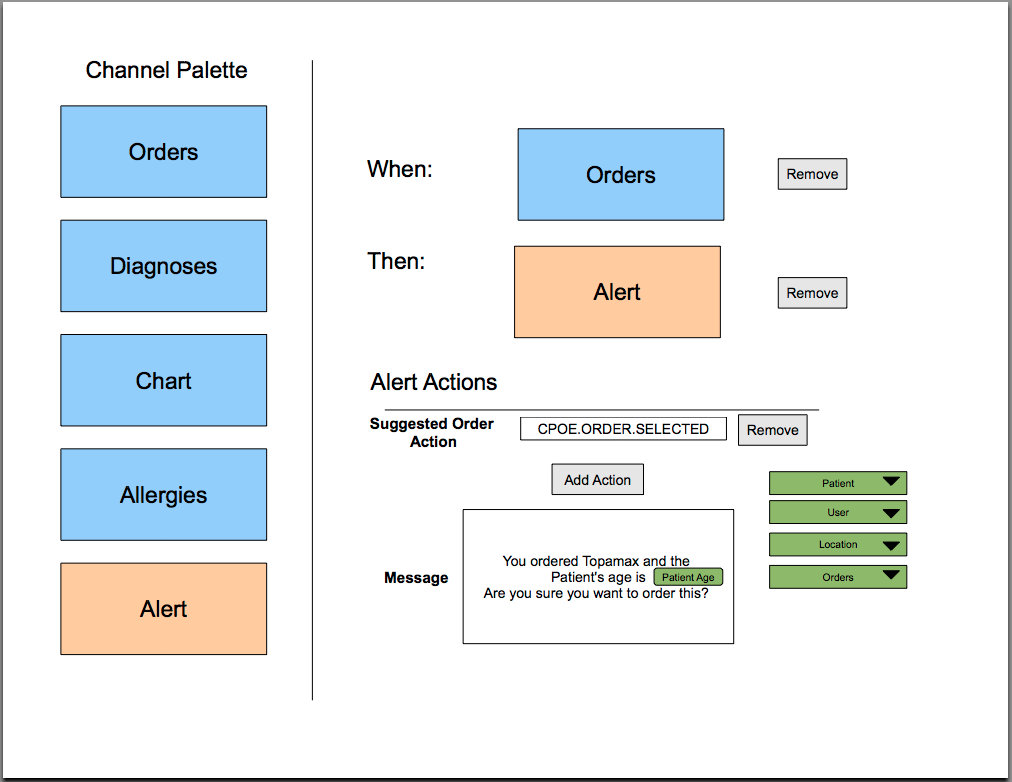 Channel Palette
Orders
Diagnoses
Chart
Allergies
Alert
When:
Orders
Remove
Then:
Alert
Remove
Alert Actions
Suggested Order
Action
CPOE.ORDER.SELECTED
Remove
Add Action
Message
You ordered Topamax and the
Patient's age is Patient Age
Are you sure you want to order this?
Patient
User
Location
Orders